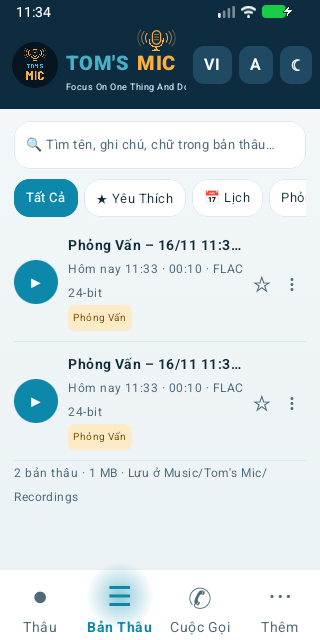 11:34
TOM'S MIC
TOM'S
MIC
Focus On One Thing And Do
VI
A
🔍 Tìm tên, ghi chú, chữ trong bản thâu…
Tất Cả
★ Yêu Thích
📅 Lịch
Phỏ
Phỏng Vấn – 16/11 11:3…
Hôm nay 11:33 · 00:10 · FLAC
24-bit
Phỏng Vấn
Phỏng Vấn – 16/11 11:3…
Hôm nay 11:33 · 00:10 · FLAC
24-bit
Phỏng Vấn
2 bản thâu · 1 MB · Lưu ở Music/Tom's Mic/
Recordings
Thâu
Bản Thâu
Cuộc Gọi
Thêm